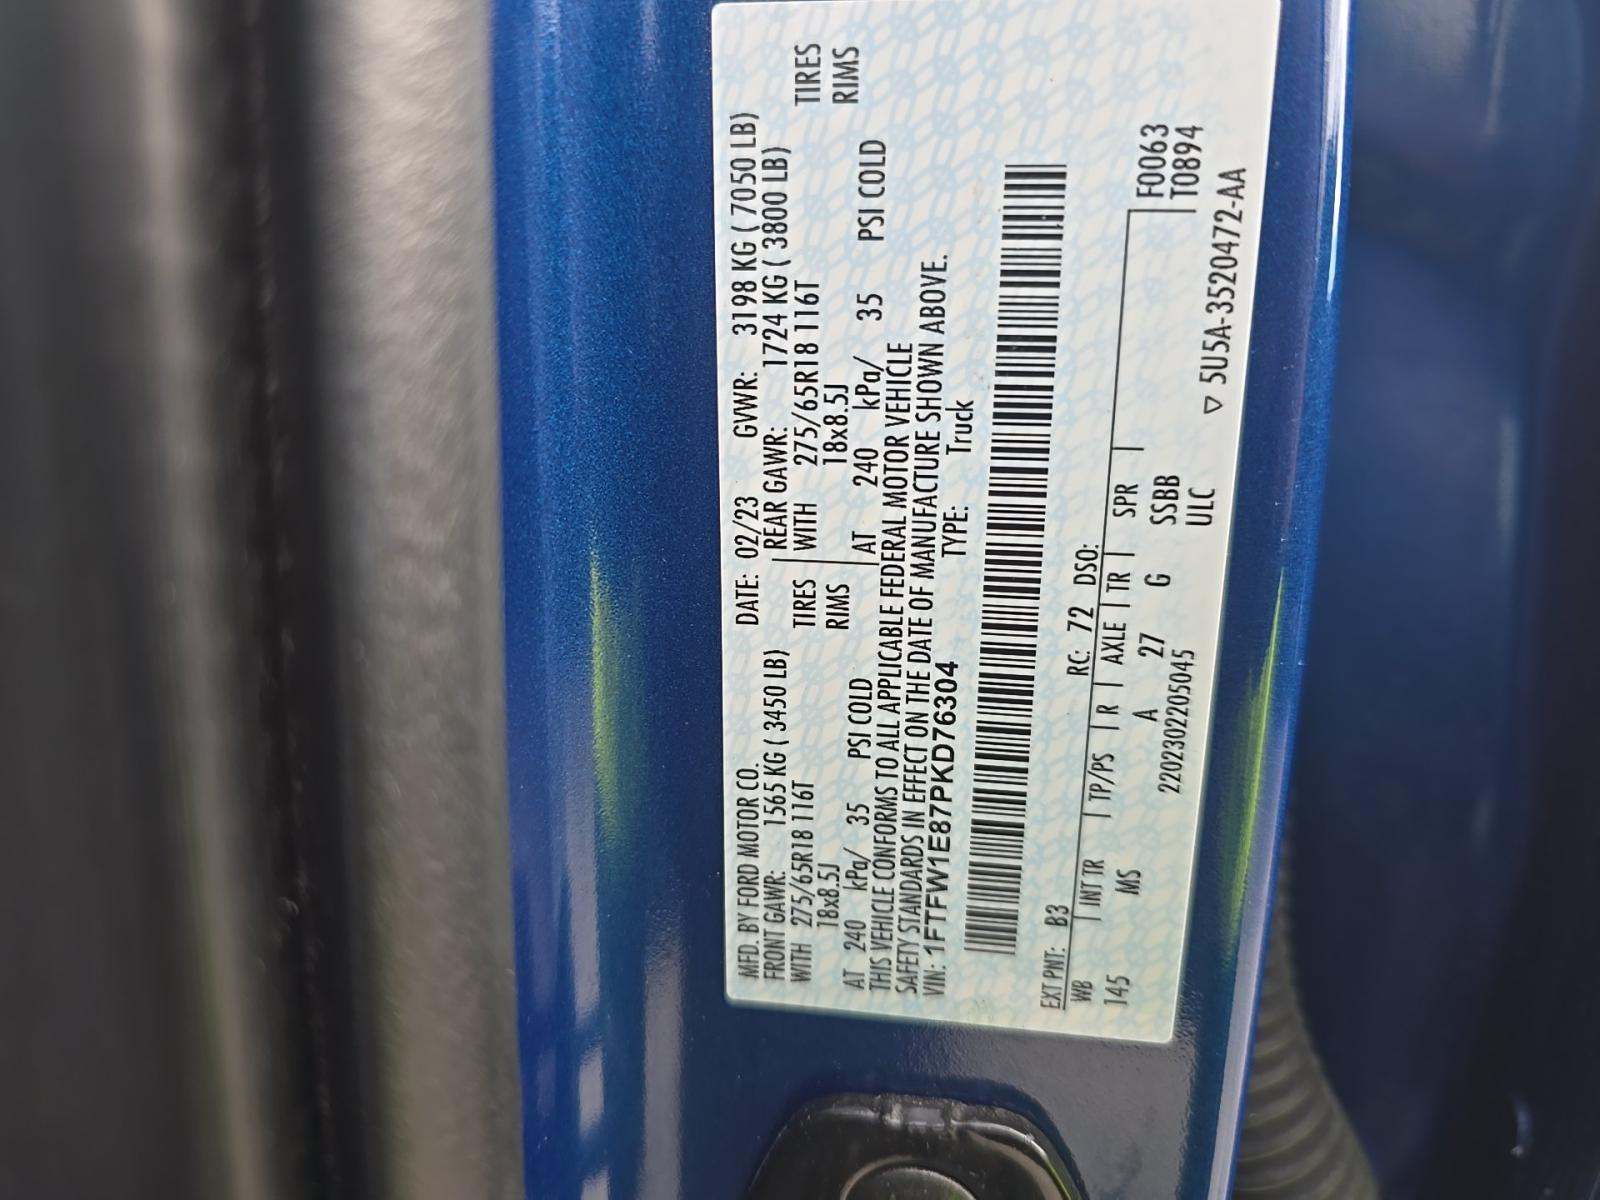 MFD. BY FORD MOTOR CO. DATE: 02/23 GVWR: 3198 KG ( 7050 LB)
FRONT GAWR: 1565 KG ( 3450 LB) REAR GAWR: 1724 KG ( 3800 LB)
WITH 275/65R18 116T TIRES WITH 275/65R18 116T TIRES
18x8.5J RIMS 18x8.5J RIMS
AT 240 kPa/ 35 PSI COLD AT 240 kPa/ 35 PSI COLD
THIS VEHICLE CONFORMS TO ALL APPLICABLE FEDERAL MOTOR VEHICLE
SAFETY STANDARDS IN EFFECT ON THE DATE OF MANUFACTURE SHOWN ABOVE.
VIN: 1FTFW1E87PKD76304 TYPE: Truck
EXT PNT: B3 RC: 72 DSO:
WB INT TR TP/PS R AXLE TR SPR F0063
145 MS A 27 G SSBB T0894
2202302205045 ULC
▽ 5U5A-3520472-AA